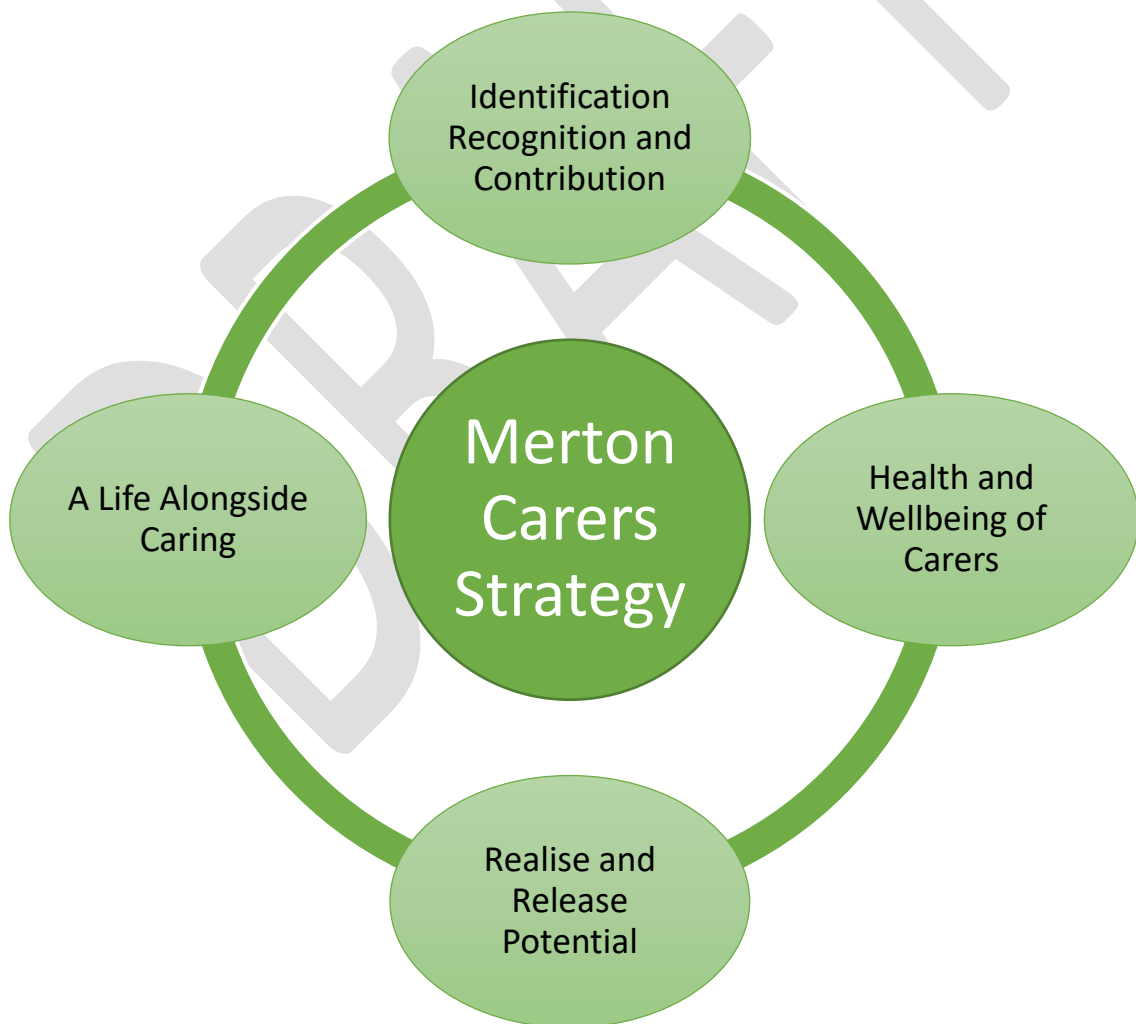 Identification
Recognition and
Contribution
Merton
Carers
Strategy
A Life Alongside
Caring
Health and
Wellbeing of
Carers
Realise and
Release
Potential
DRAFT